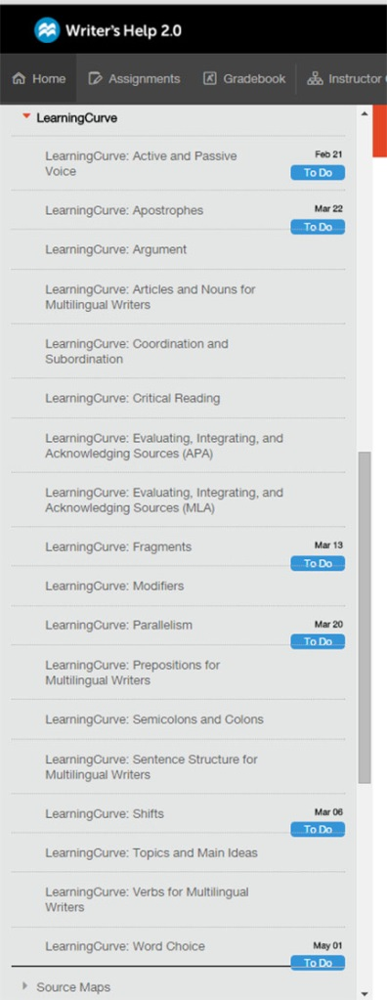 Writer's Help 2.0
Home Assignments Gradebook Instructor
LearningCurve
LearningCurve: Active and Passive
Voice
Feb 21
To Do
LearningCurve: Apostrophes
Mar 22
To Do
LearningCurve: Argument
LearningCurve: Articles and Nouns for
Multilingual Writers
LearningCurve: Coordination and
Subordination
LearningCurve: Critical Reading
LearningCurve: Evaluating, Integrating, and
Acknowledging Sources (APA)
LearningCurve: Evaluating, Integrating, and
Acknowledging Sources (MLA)
LearningCurve: Fragments
Mar 13
To Do
LearningCurve: Modifiers
LearningCurve: Parallelism
Mar 20
To Do
LearningCurve: Prepositions for
Multilingual Writers
LearningCurve: Semicolons and Colons
LearningCurve: Sentence Structure for
Multilingual Writers
LearningCurve: Shifts
Mar 06
To Do
LearningCurve: Topics and Main Ideas
LearningCurve: Verbs for Multilingual
Writers
LearningCurve: Word Choice
May 01
To Do
Source Maps